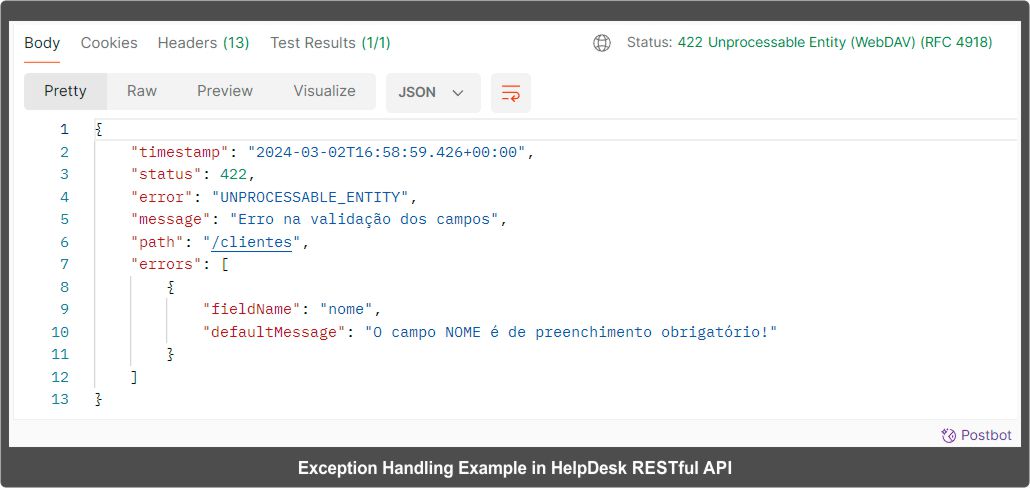 Body Cookies Headers (13) Test Results (1/1) Status: 422 Unprocessable Entity (WebDAV) (RFC 4918)
Pretty Raw Preview Visualize JSON
1 {
2 "timestamp": "2024-03-02T16:58:59.426+00:00",
3 "status": 422,
4 "error": "UNPROCESSABLE_ENTITY",
5 "message": "Erro na validação dos campos",
6 "path": "/clientes",
7 "errors": [
8 {
9 "fieldName": "nome",
10 "defaultMessage": "O campo NOME é de preenchimento obrigatório!"
11 }
12 ]
13 }
Postbot
Exception Handling Example in HelpDesk RESTful API